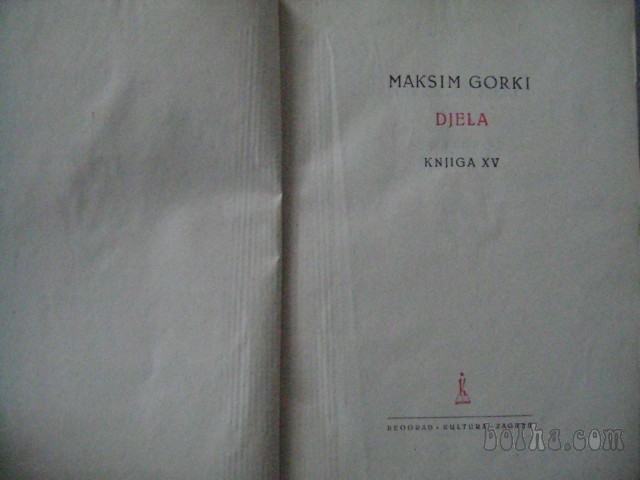 MAKSIM GORKI
DJELA
KNJIGA XV
K
BEOGRAD • KULTURA • ZAGREB
bolha.com